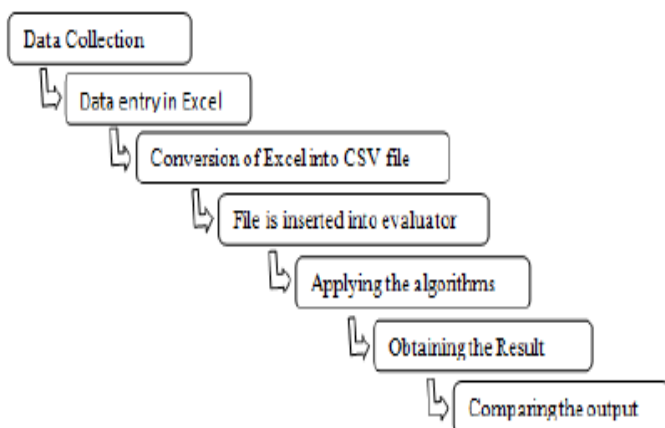 Data Collection
Data entry in Excel
Conversion of Excel into CSV file
File is inserted into evaluator
Applying the algorithms
Obtaining the Result
Comparing the output